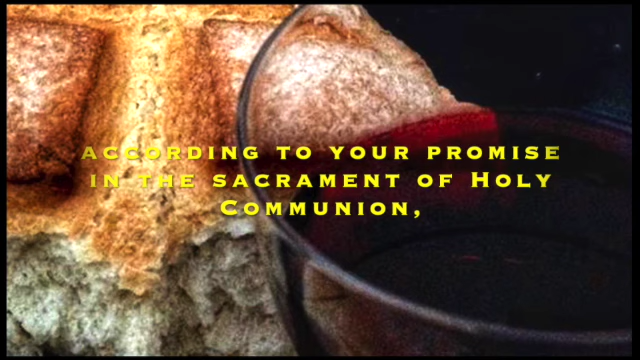 according to your promise
in the sacrament of Holy
Communion,